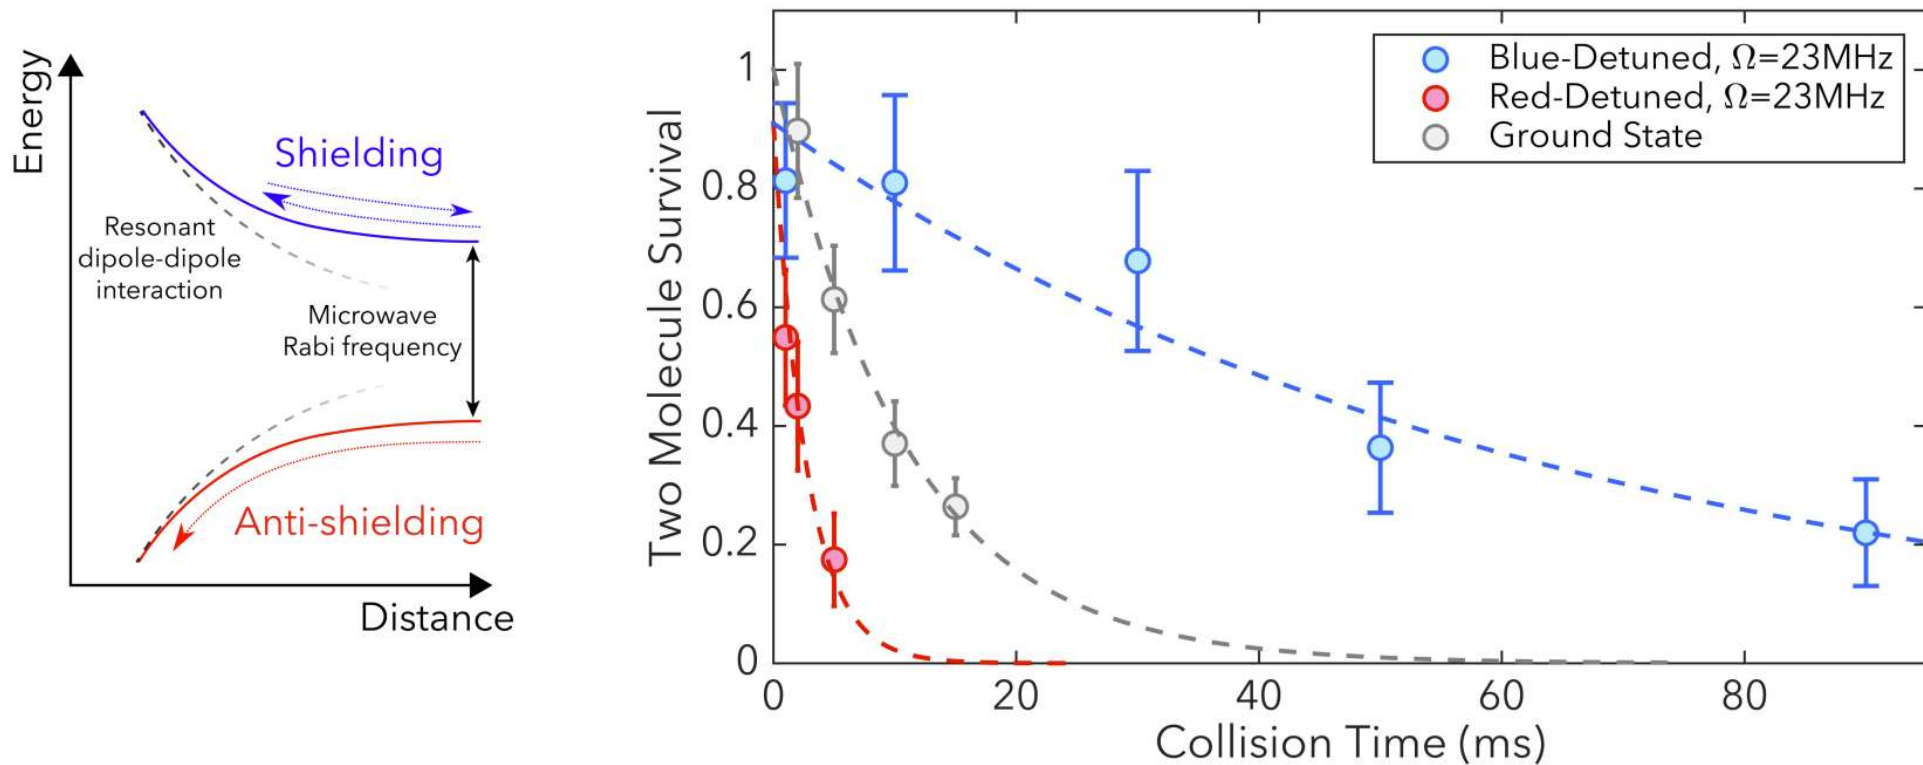 Energy
Shielding
Resonant
dipole-dipole
interaction
Microwave
Rabi frequency
Anti-shielding
Distance
Two Molecule Survival
1
0.8
0.6
0.4
0.2
0
0
20
40
60
80
Collision Time (ms)
Blue-Detuned, Ω=23MHz
Red-Detuned, Ω=23MHz
Ground State